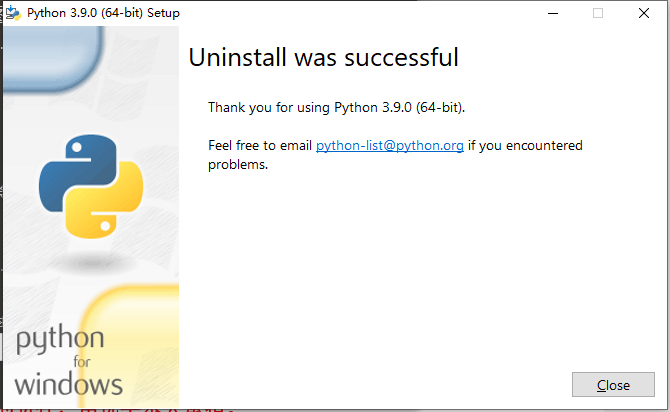 Python 3.9.0 (64-bit) Setup
Uninstall was successful
Thank you for using Python 3.9.0 (64-bit).
Feel free to email python-list@python.org if you encountered
problems.
python
for
windows
Close